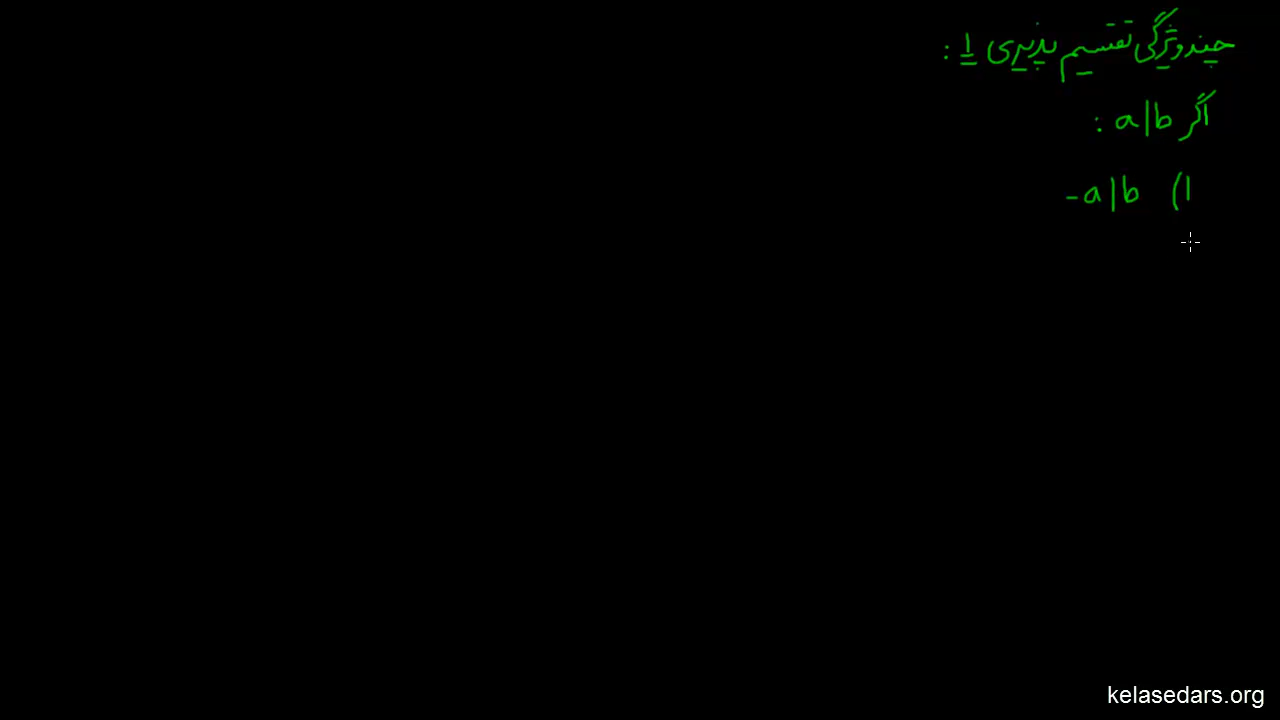 چند ویژگی تقسیم پذیری ۱ :
اگر a|b :
۱) -a|b
kelasedars.org